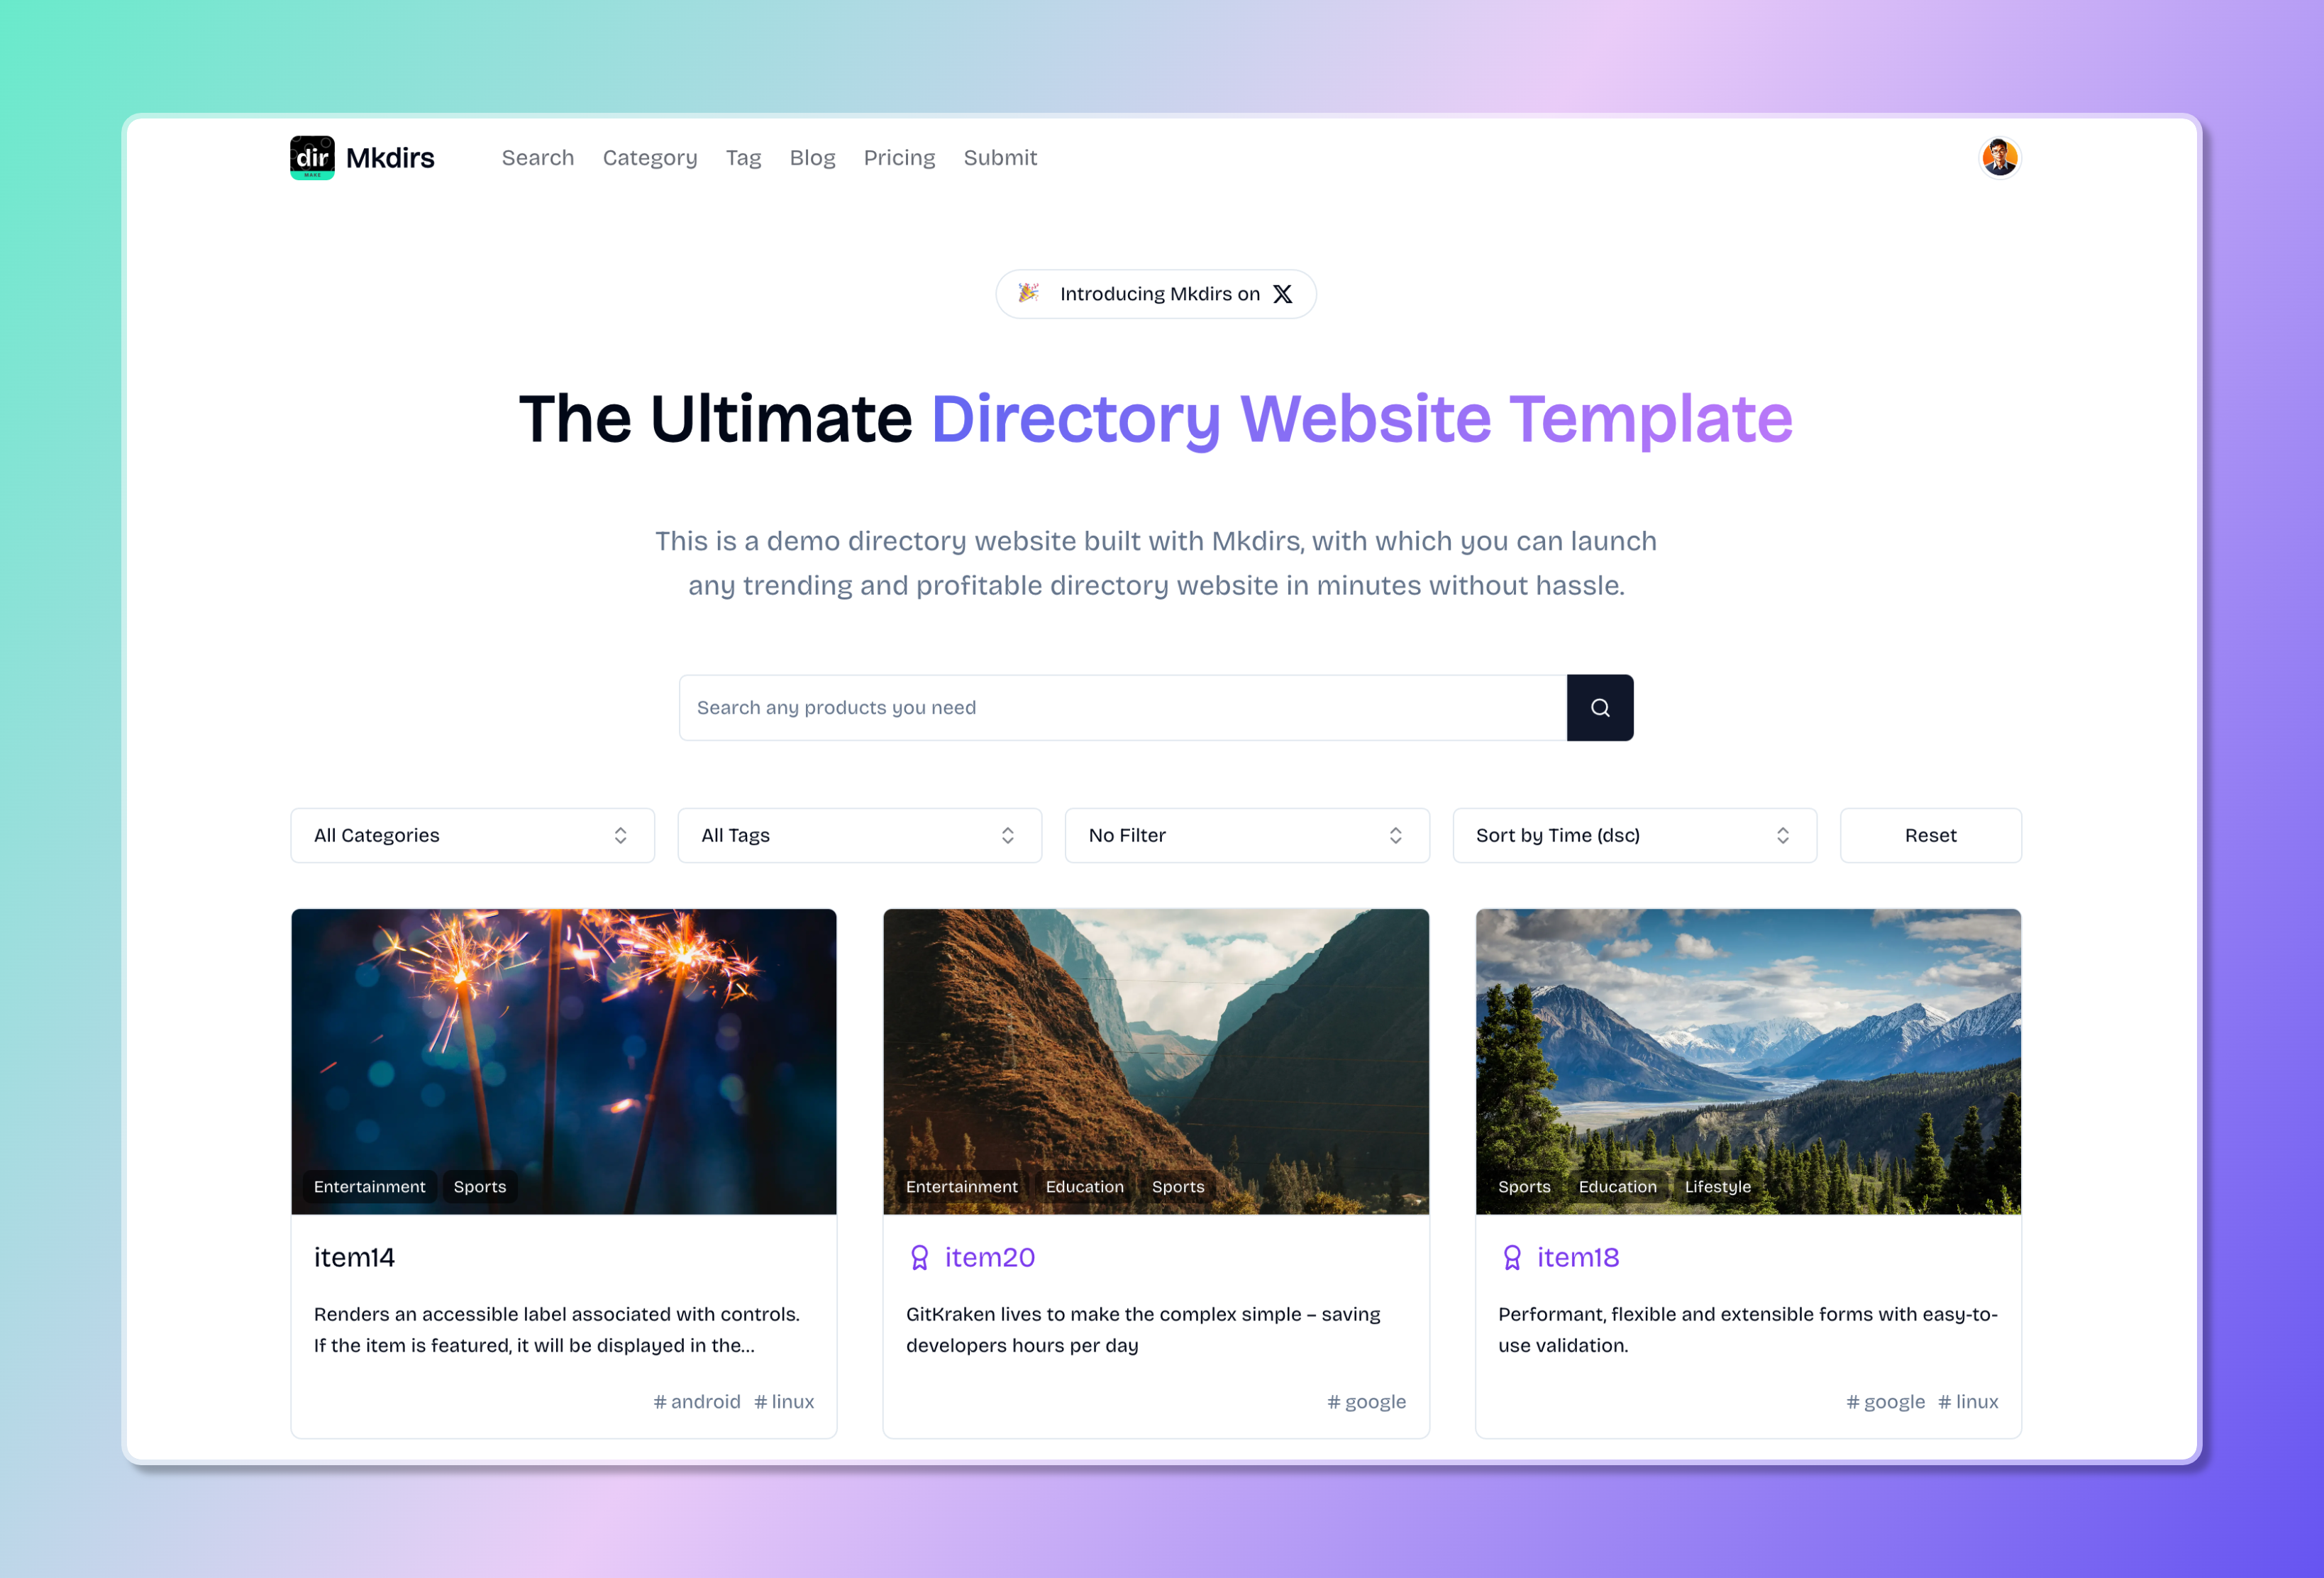 dir
MAKE
Mkdirs
Search Category Tag Blog Pricing Submit
Introducing Mkdirs on X
The Ultimate Directory Website Template
This is a demo directory website built with Mkdirs, with which you can launch
any trending and profitable directory website in minutes without hassle.
Search any products you need
All Categories
All Tags
No Filter
Sort by Time (dsc)
Reset
Entertainment Sports
item14
Renders an accessible label associated with controls.
If the item is featured, it will be displayed in the...
# android # linux
Entertainment Education Sports
item20
GitKraken lives to make the complex simple – saving
developers hours per day
# google
Sports Education Lifestyle
item18
Performant, flexible and extensible forms with easy-to-
use validation.
# google # linux